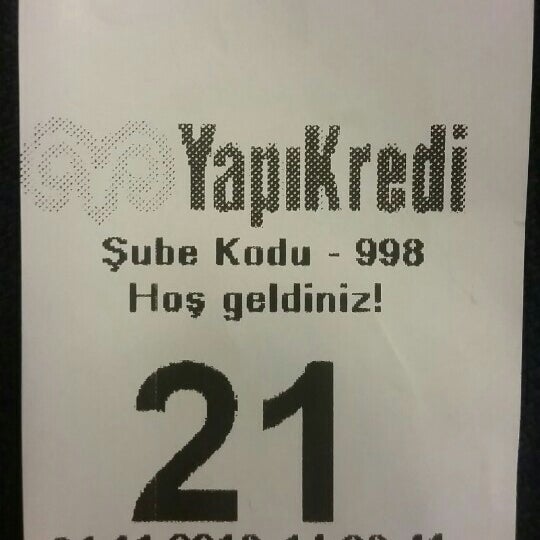 YapıKredi
Şube Kodu - 998
Hoş geldiniz!
21